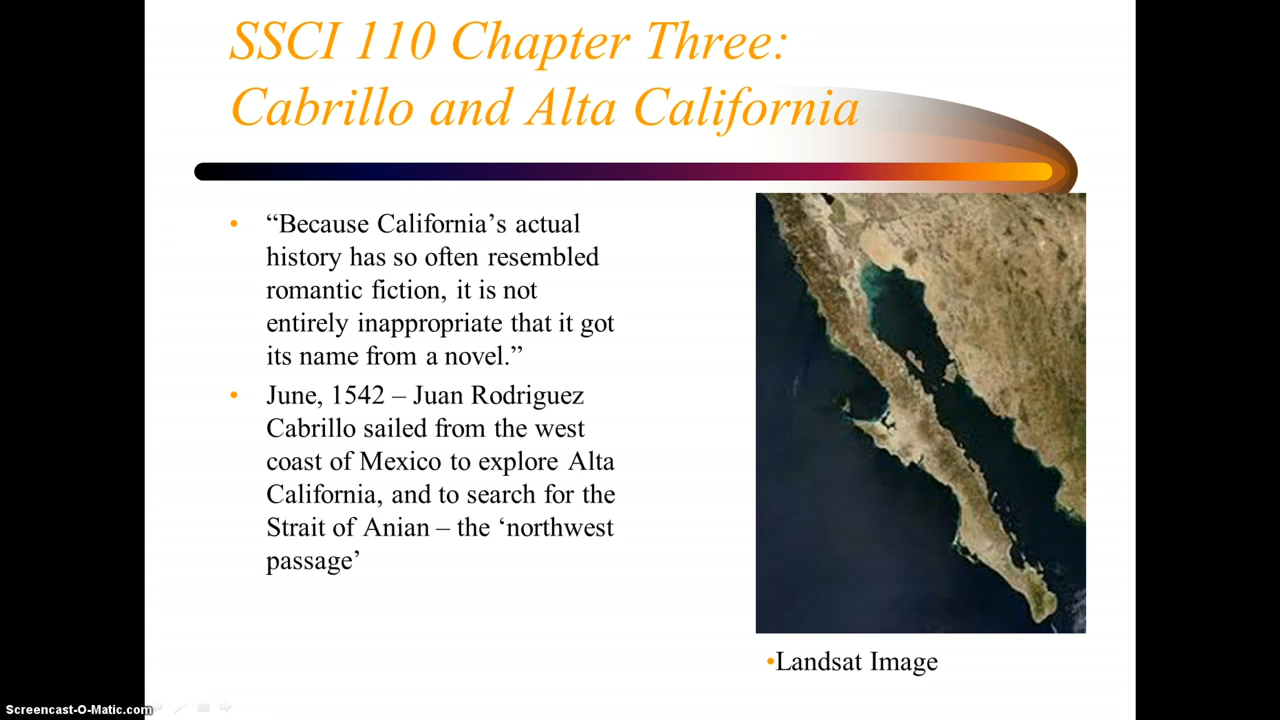 SSCI 110 Chapter Three:
Cabrillo and Alta California
• “Because California’s actual
history has so often resembled
romantic fiction, it is not
entirely inappropriate that it got
its name from a novel.”
• June, 1542 – Juan Rodriguez
Cabrillo sailed from the west
coast of Mexico to explore Alta
California, and to search for the
Strait of Anian – the ‘northwest
passage’
•Landsat Image
Screencast-O-Matic.com